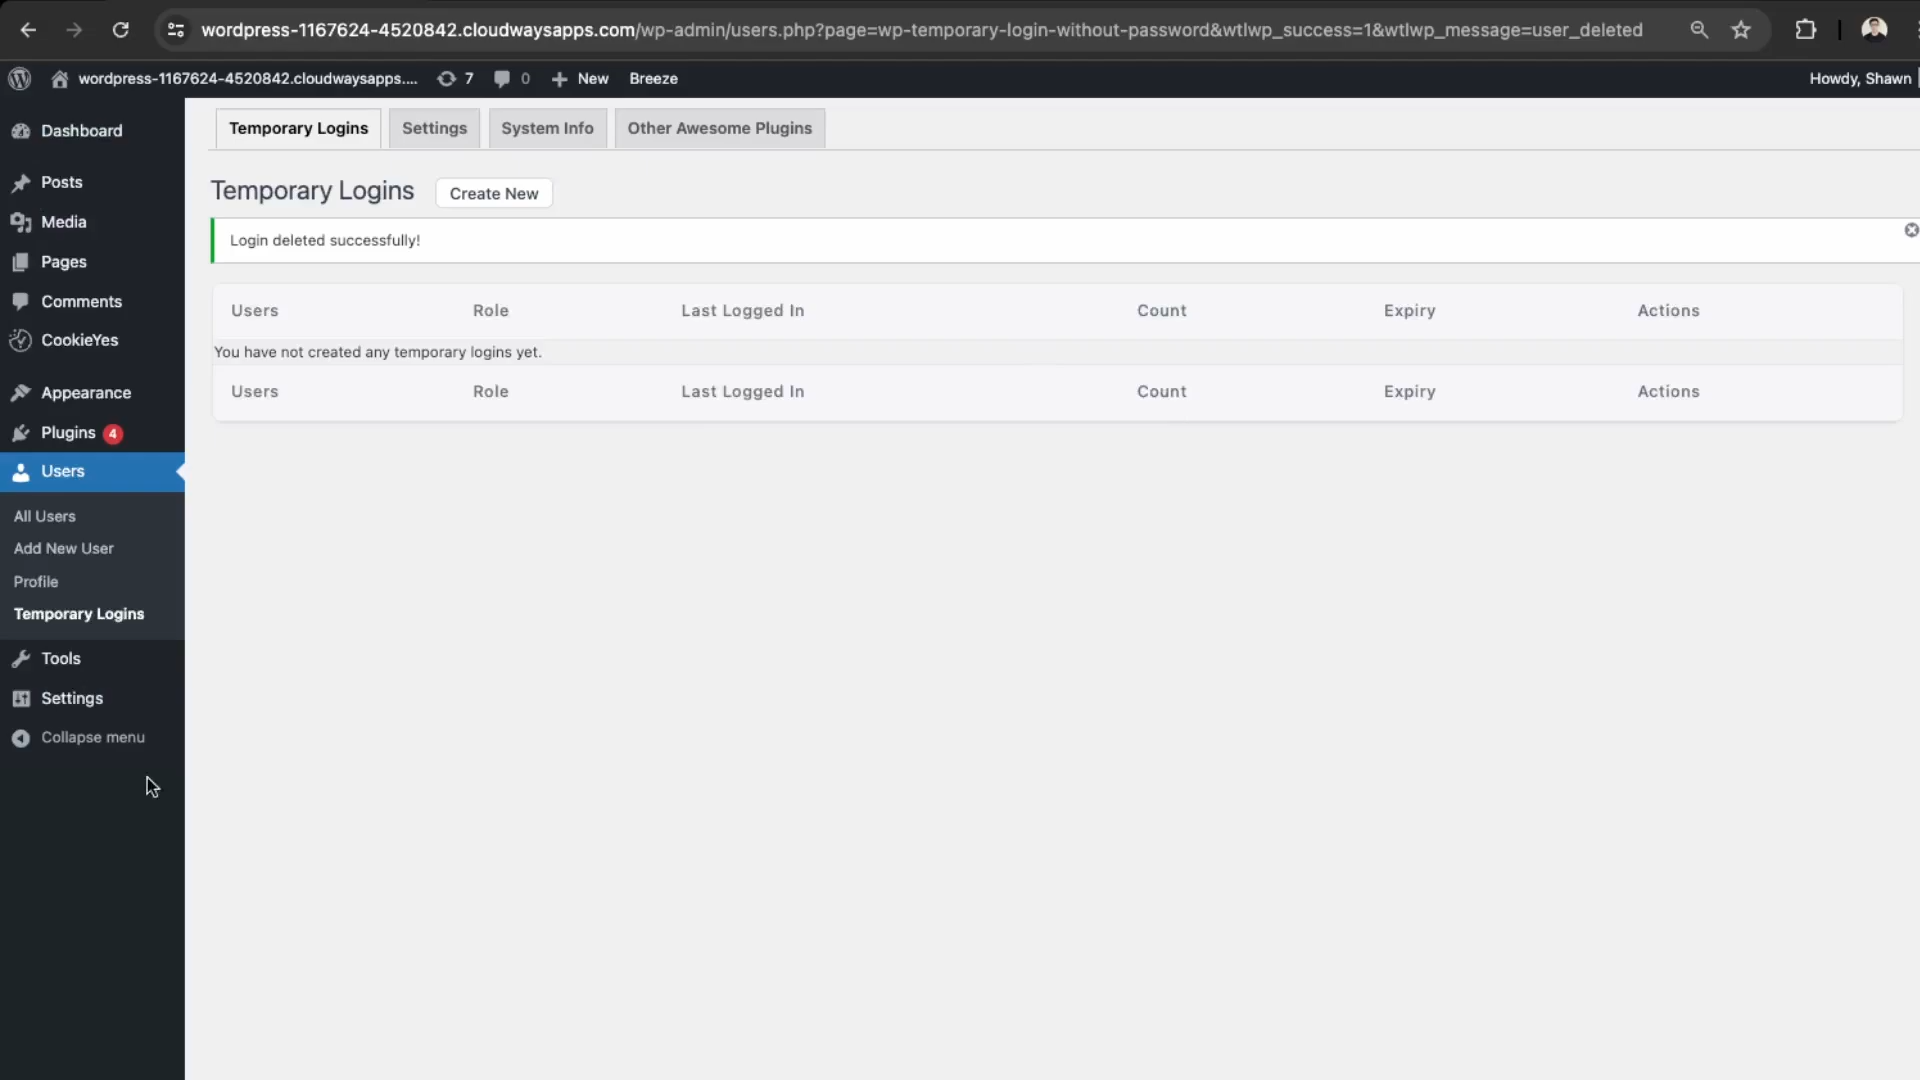 wordpress-1167624-4520842.cloudwaysapps.com/wp-admin/users.php?page=wp-temporary-login-without-password&wtlwp_success=1&wtlwp_message=user_deleted
wordpress-1167624-4520842.cloudwaysapps.... 7 0 New Breeze Howdy, Shawn
Dashboard
Posts
Media
Pages
Comments
CookieYes
Appearance
Plugins 4
Users
All Users
Add New User
Profile
Temporary Logins
Tools
Settings
Collapse menu
Temporary Logins Settings System Info Other Awesome Plugins
Temporary Logins Create New
Login deleted successfully!
Users Role Last Logged In Count Expiry Actions
You have not created any temporary logins yet.
Users Role Last Logged In Count Expiry Actions